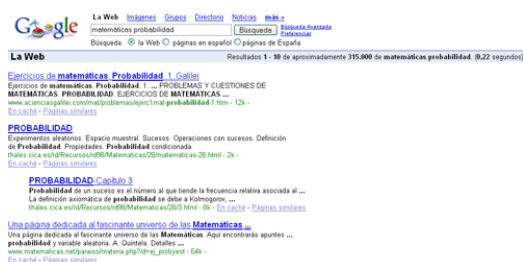 La Web Imágenes Grupos Directorio Noticias más »
Google
matemáticas probabilidad Búsqueda Búsqueda Avanzada
Preferencias
Búsqueda: la Web páginas en español páginas de España
La Web Resultados 1 - 10 de aproximadamente 315.000 de matemáticas probabilidad. (0,22 segundos)
Ejercicios de matemáticas. Probabilidad. 1. Galilei
Ejercicios de matemáticas. Probabilidad. 1. ... PROBLEMAS Y CUESTIONES DE
MATEMÁTICAS. PROBABILIDAD. EJERCICIOS DE MATEMÁTICAS ...
www.acienciasgalilei.com/mat/problemas/ejerc1mat-probabilidad-1.htm - 12k -
En caché - Páginas similares
PROBABILIDAD
Experimentos aleatorios. Espacio muestral. Sucesos. Operaciones con sucesos. Definición
de Probabilidad. Propiedades. Probabilidad condicionada.
thales.cica.es/rd/Recursos/rd98/Matematicas/28/matematicas-28.html - 2k -
En caché - Páginas similares
PROBABILIDAD-Capítulo 3
Probabilidad de un suceso es el número al que tiende la frecuencia relativa asociada al ...
La definición axiomática de probabilidad se debe a Kolmogorov, ...
thales.cica.es/rd/Recursos/rd98/Matematicas/28/3.html - 8k - En caché - Páginas similares
Una página dedicada al fascinante universo de las Matemáticas ...
Una página dedicada al fascinante universo de las Matemáticas. Aquí encontrarás apuntes ...
probabilidad y variable aleatoria. A. Quintela. Detalles ...
www.matematicas.net/paraiso/materia.php?id=ej_probyest - 64k -
En caché - Páginas similares